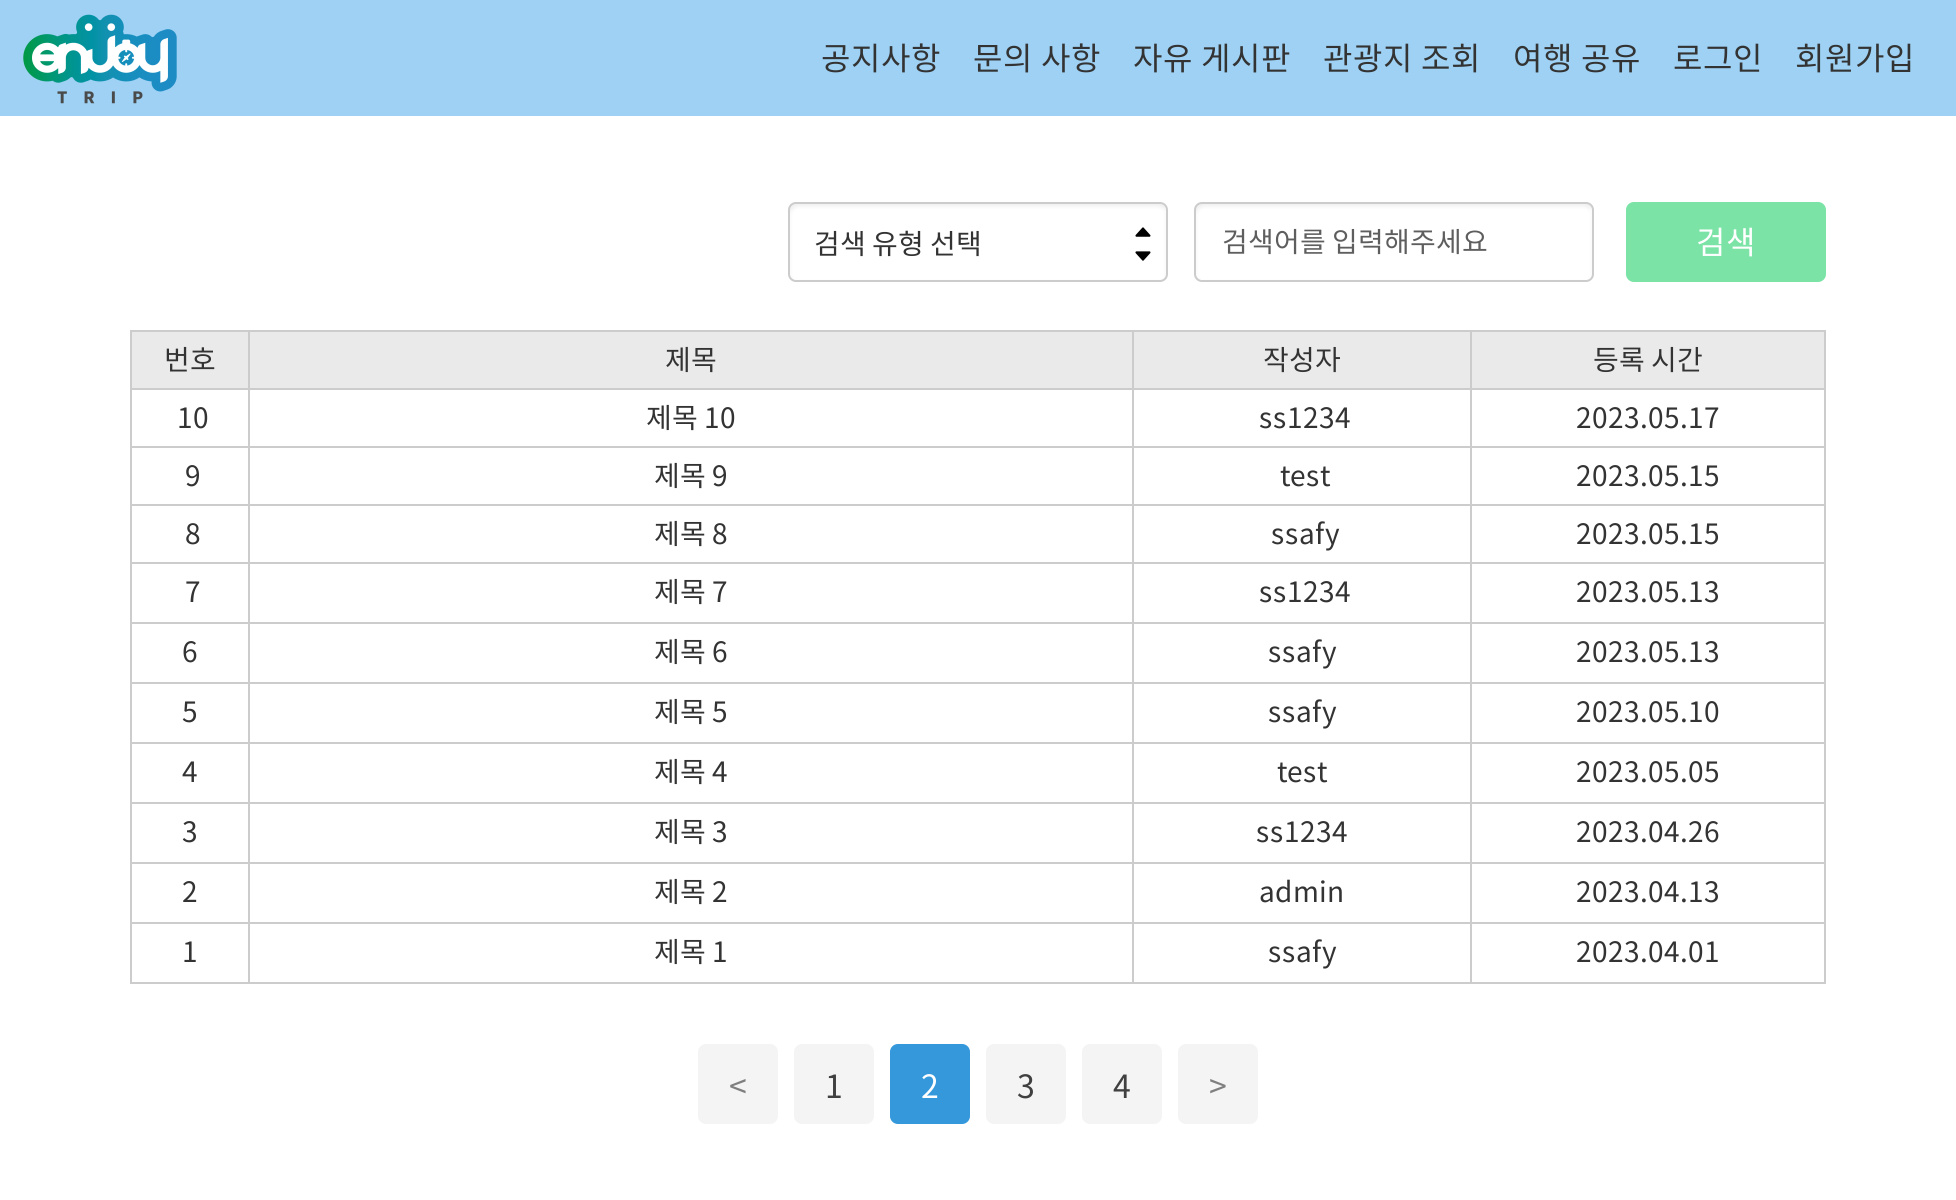 enjoy
TRIP
공지사항 문의 사항 자유 게시판 관광지 조회 여행 공유 로그인 회원가입
검색 유형 선택 검색어를 입력해주세요 검색
번호 제목 작성자 등록 시간
10 제목 10 ss1234 2023.05.17
9 제목 9 test 2023.05.15
8 제목 8 ssafy 2023.05.15
7 제목 7 ss1234 2023.05.13
6 제목 6 ssafy 2023.05.13
5 제목 5 ssafy 2023.05.10
4 제목 4 test 2023.05.05
3 제목 3 ss1234 2023.04.26
2 제목 2 admin 2023.04.13
1 제목 1 ssafy 2023.04.01
< 1 2 3 4 >